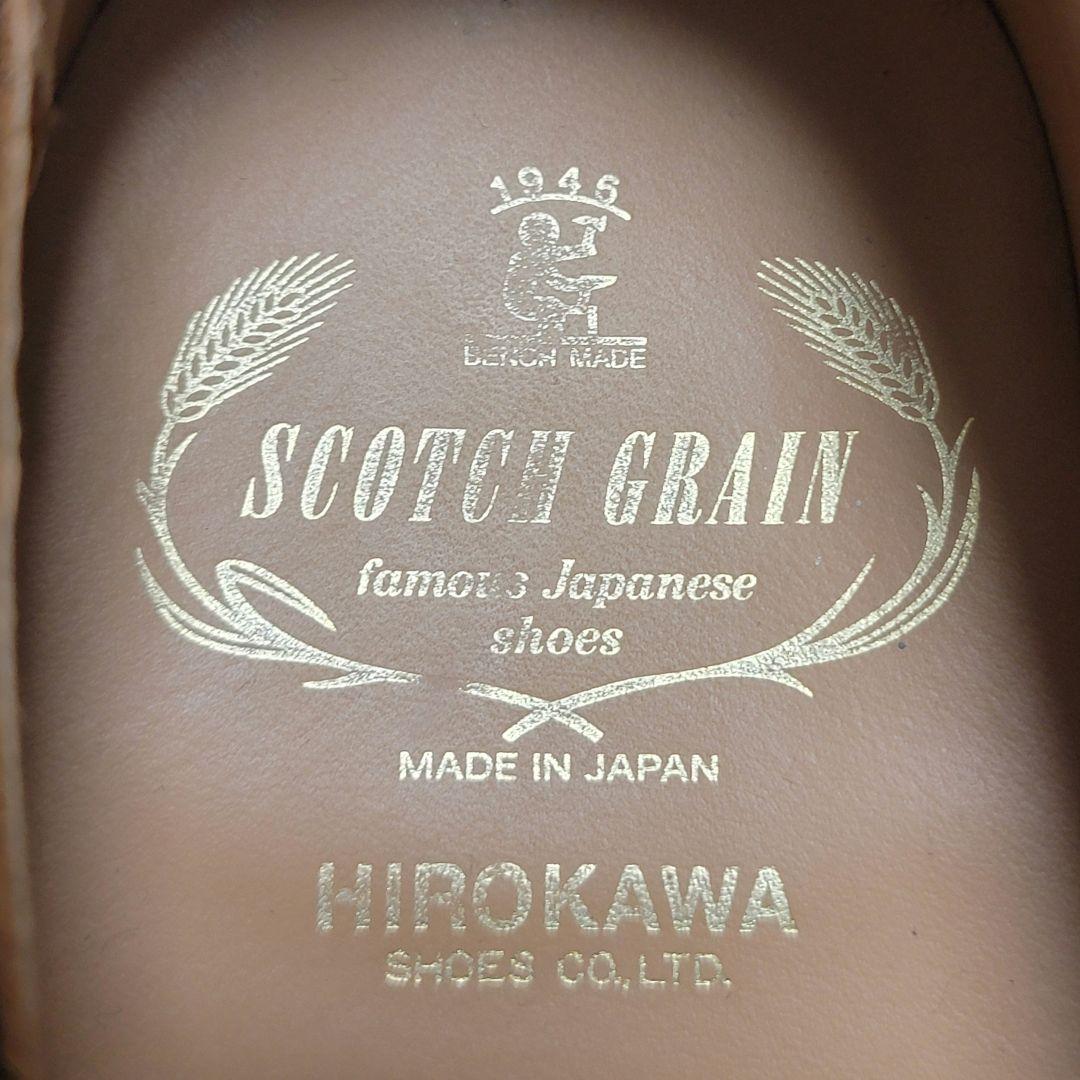 1946
BENCH MADE
SCOTCH GRAIN
famous Japanese
shoes
MADE IN JAPAN
HIROKAWA
SHOES CO., LTD.